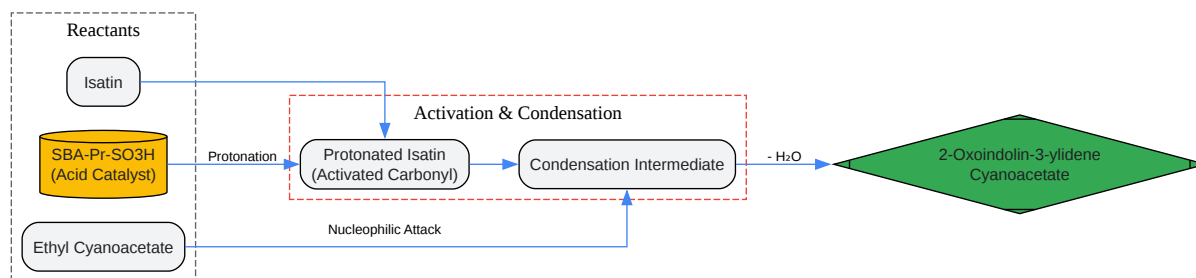 Reactants
Isatin
SBA-Pr-SO3H
(Acid Catalyst)
Ethyl Cyanoacetate
Protonation
Nucleophilic Attack
Activation & Condensation
Protonated Isatin
(Activated Carbonyl)
Condensation Intermediate
- H₂O
2-Oxoindolin-3-ylidene
Cyanoacetate